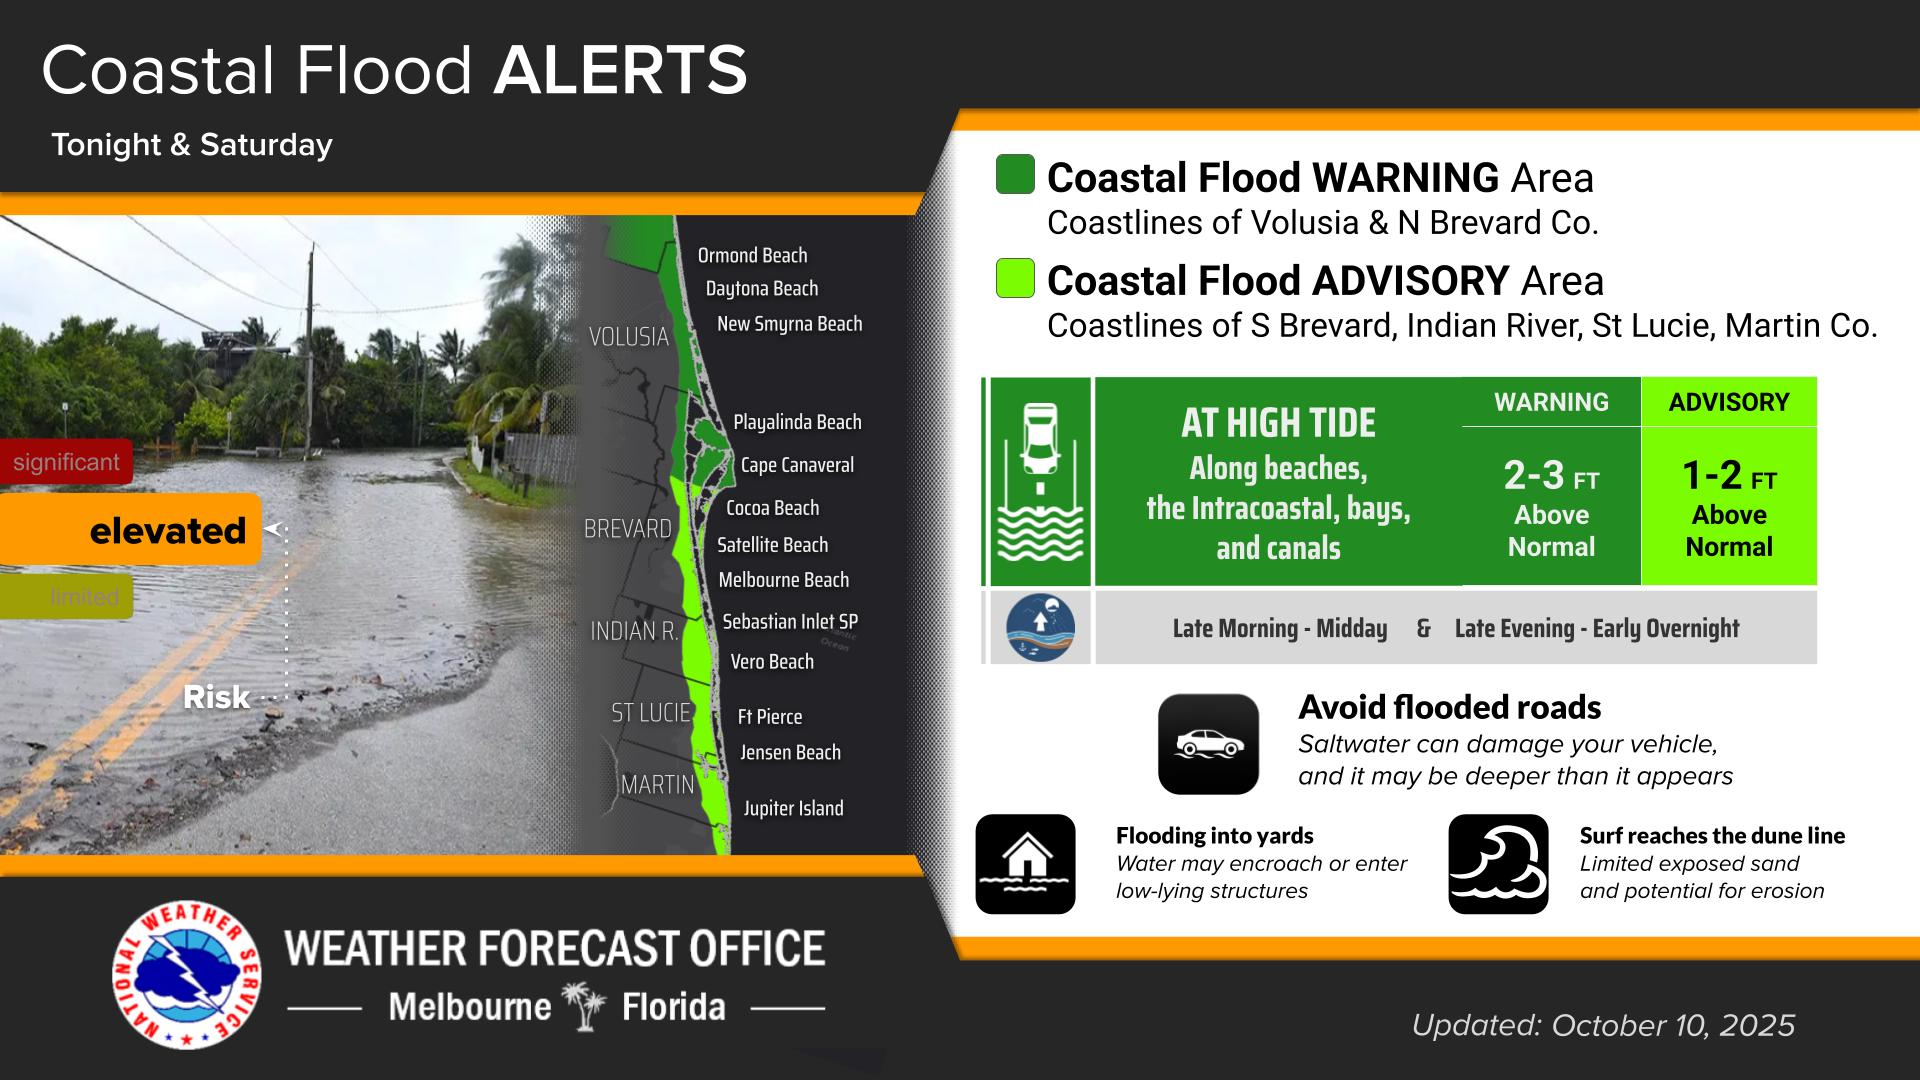 Coastal Flood ALERTS
Tonight & Saturday
significant
elevated
limited
Risk
VOLUSIA
BREVARD
INDIAN R.
ST LUCIE
MARTIN
Ormond Beach
Daytona Beach
New Smyrna Beach
Playalinda Beach
Cape Canaveral
Cocoa Beach
Satellite Beach
Melbourne Beach
Sebastian Inlet SP
Ocean
Vero Beach
Ft Pierce
Jensen Beach
Jupiter Island
Coastal Flood WARNING Area
Coastlines of Volusia & N Brevard Co.
Coastal Flood ADVISORY Area
Coastlines of S Brevard, Indian River, St Lucie, Martin Co.
AT HIGH TIDE
Along beaches,
the Intracoastal, bays,
and canals
WARNING
2-3 FT
Above
Normal
ADVISORY
1-2 FT
Above
Normal
Late Morning - Midday & Late Evening - Early Overnight
Avoid flooded roads
Saltwater can damage your vehicle,
and it may be deeper than it appears
Flooding into yards
Water may encroach or enter
low-lying structures
Surf reaches the dune line
Limited exposed sand
and potential for erosion
NATIONAL WEATHER SERVICE
WEATHER FORECAST OFFICE
Melbourne Florida
Updated: October 10, 2025